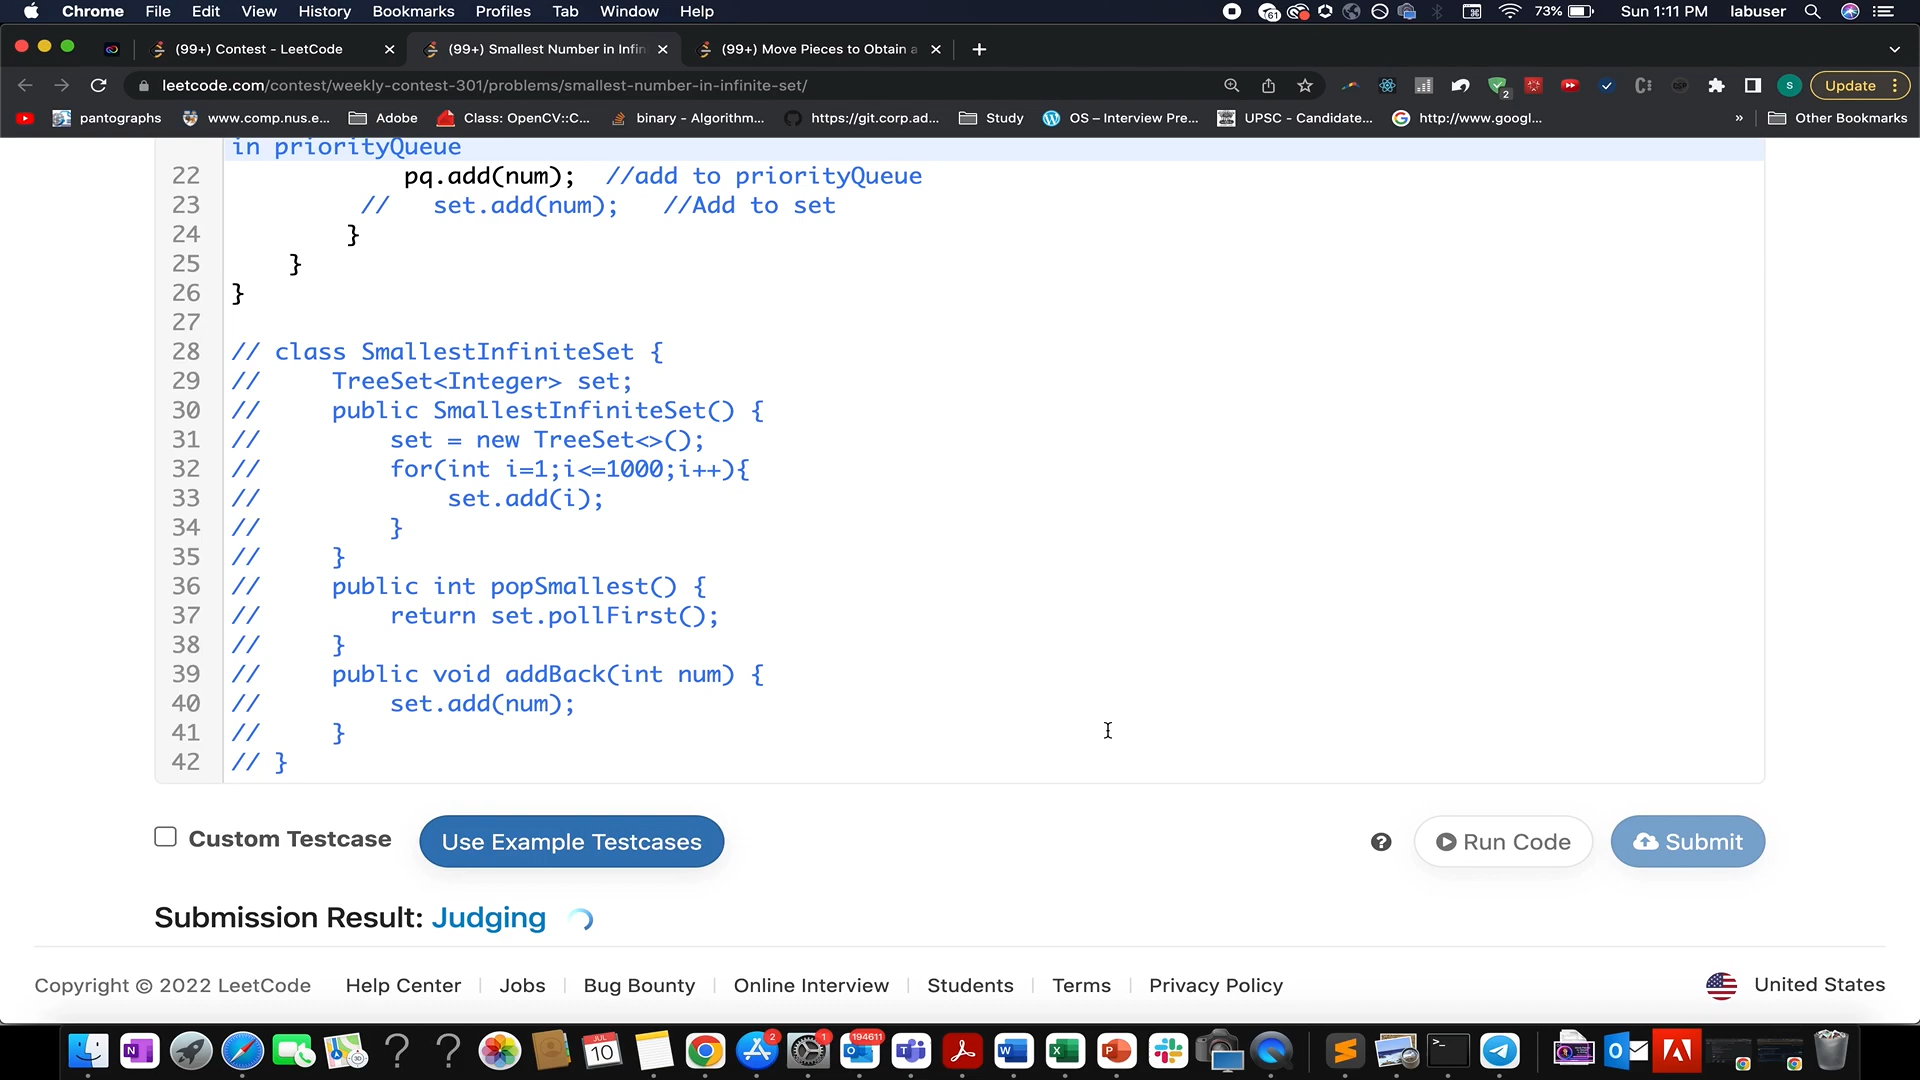 Chrome File Edit View History Bookmarks Profiles Tab Window Help 61 73% Sun 1:11 PM labuser
(99+) Contest - LeetCode (99+) Smallest Number in Infin (99+) Move Pieces to Obtain a
leetcode.com/contest/weekly-contest-301/problems/smallest-number-in-infinite-set/ 2 S Update
pantographs www.comp.nus.e... Adobe Class: OpenCV::C... binary - Algorithm... https://git.corp.ad... Study OS – Interview Pre... UPSC - Candidate... http://www.googl... » Other Bookmarks
in priorityQueue
22 pq.add(num); //add to priorityQueue
23 // set.add(num); //Add to set
24 }
25 }
26 }
27
28 // class SmallestInfiniteSet {
29 // TreeSet<Integer> set;
30 // public SmallestInfiniteSet() {
31 // set = new TreeSet<>();
32 // for(int i=1;i<=1000;i++){
33 // set.add(i);
34 // }
35 // }
36 // public int popSmallest() {
37 // return set.pollFirst();
38 // }
39 // public void addBack(int num) {
40 // set.add(num);
41 // }
42 // }
Custom Testcase Use Example Testcases ? Run Code Submit
Submission Result: Judging
Copyright © 2022 LeetCode Help Center Jobs Bug Bounty Online Interview Students Terms Privacy Policy United States
N 3D ? ? JUL 10 2 1 194611 W X P S